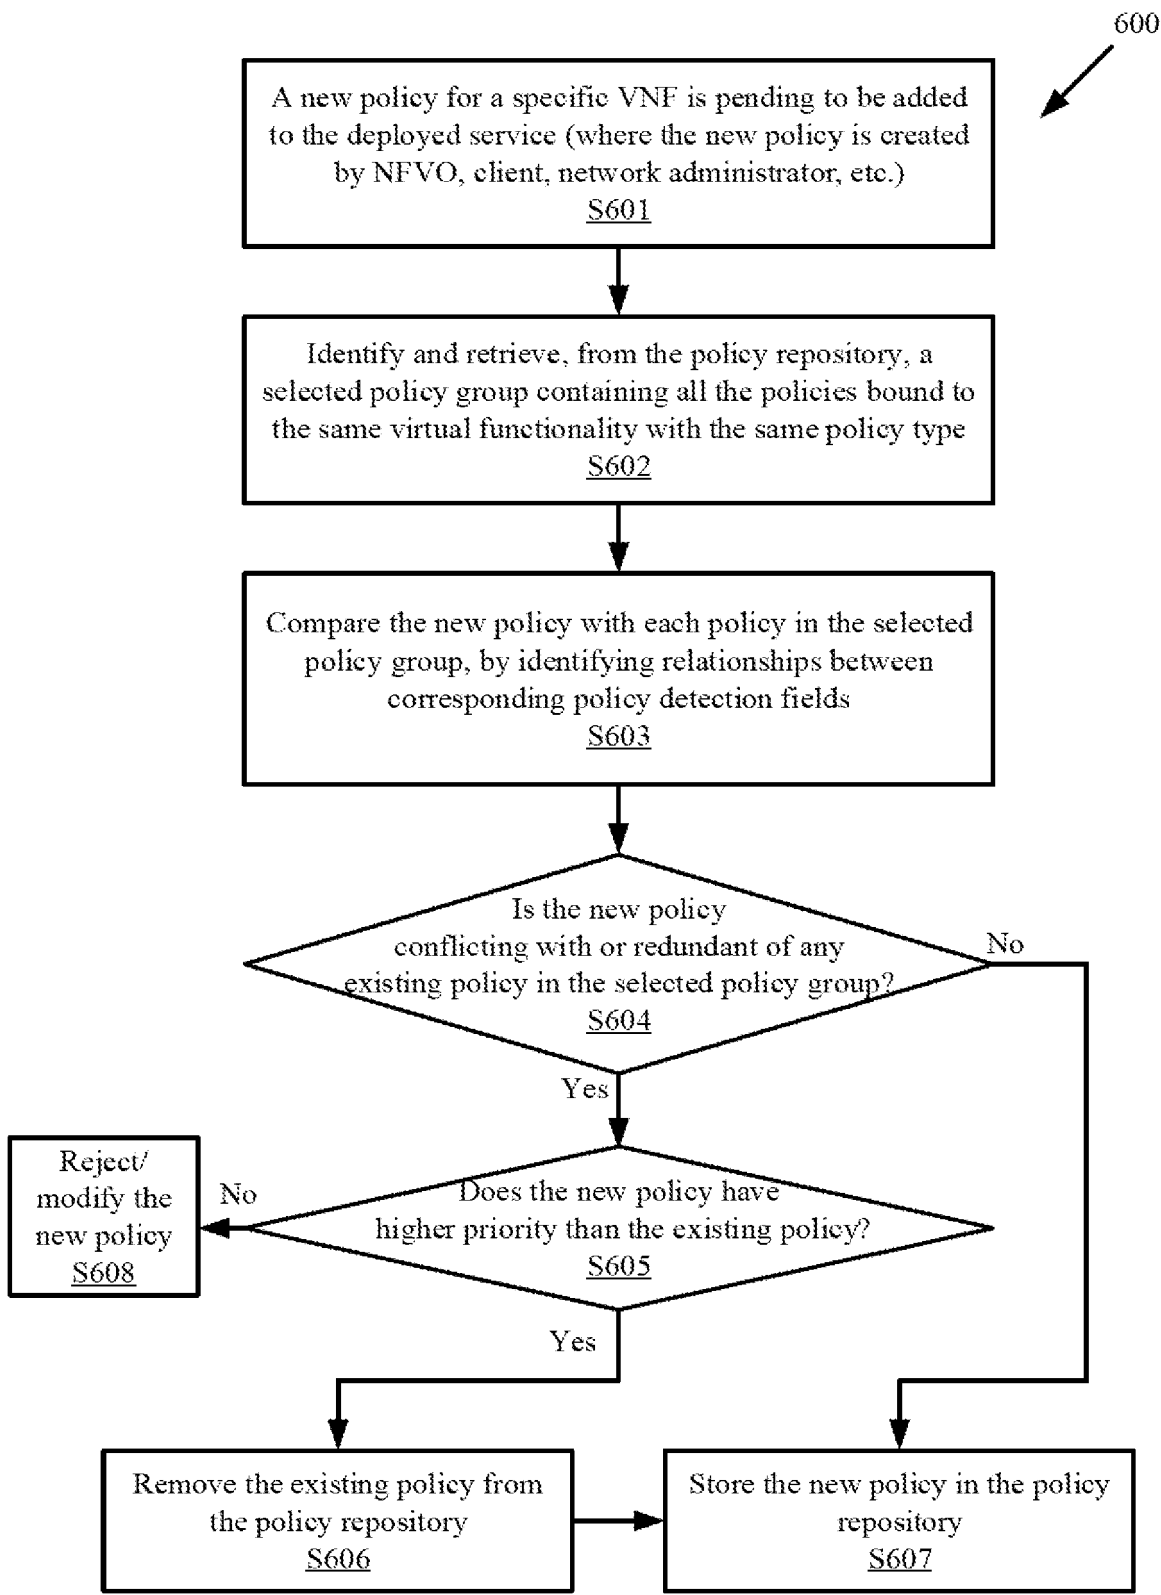 600
A new policy for a specific VNF is pending to be added
to the deployed service (where the new policy is created
by NFVO, client, network administrator, etc.)
S601
Identify and retrieve, from the policy repository, a
selected policy group containing all the policies bound to
the same virtual functionality with the same policy type
S602
Compare the new policy with each policy in the selected
policy group, by identifying relationships between
corresponding policy detection fields
S603
Is the new policy
conflicting with or redundant of any
existing policy in the selected policy group?
S604
No
Yes
Reject/
modify the
new policy
S608
No
Does the new policy have
higher priority than the existing policy?
S605
Yes
Remove the existing policy from
the policy repository
S606
Store the new policy in the policy
repository
S607